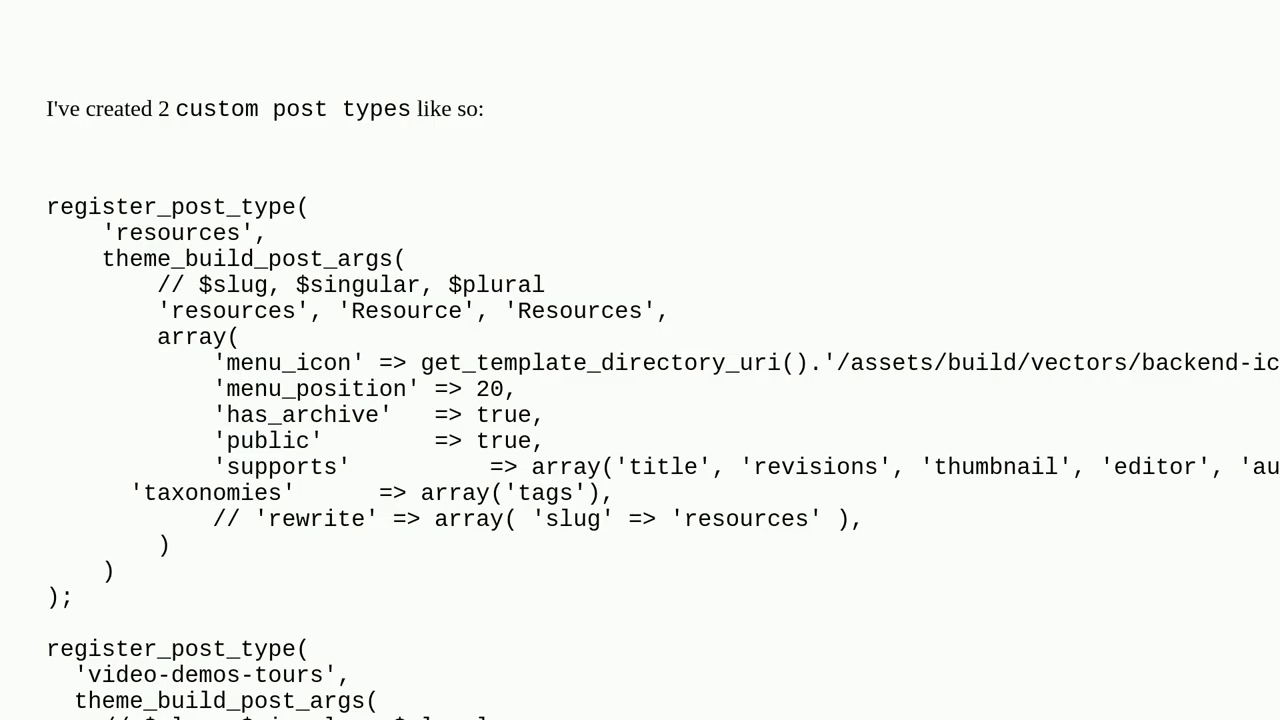 I've created 2 custom post types like so:
register_post_type(
    'resources',
    theme_build_post_args(
        // $slug, $singular, $plural
        'resources', 'Resource', 'Resources',
        array(
            'menu_icon' => get_template_directory_uri().'/assets/build/vectors/backend-ic
            'menu_position' => 20,
            'has_archive'   => true,
            'public'        => true,
            'supports'          => array('title', 'revisions', 'thumbnail', 'editor', 'au
      'taxonomies'      => array('tags'),
            // 'rewrite' => array( 'slug' => 'resources' ),
        )
    )
);
register_post_type(
  'video-demos-tours',
  theme_build_post_args(